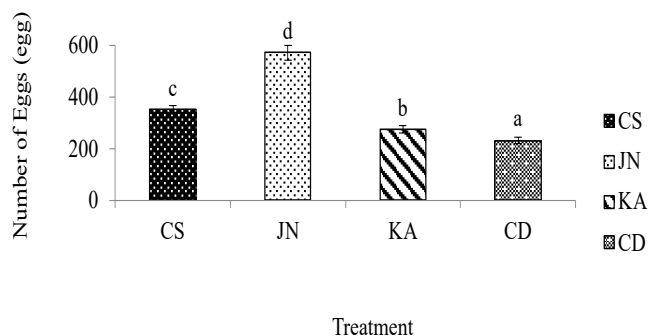 Number of Eggs (egg)
600
400
200
0
c
d
b
a
CS
JN
KA
CD
CS
JN
KA
CD
Treatment